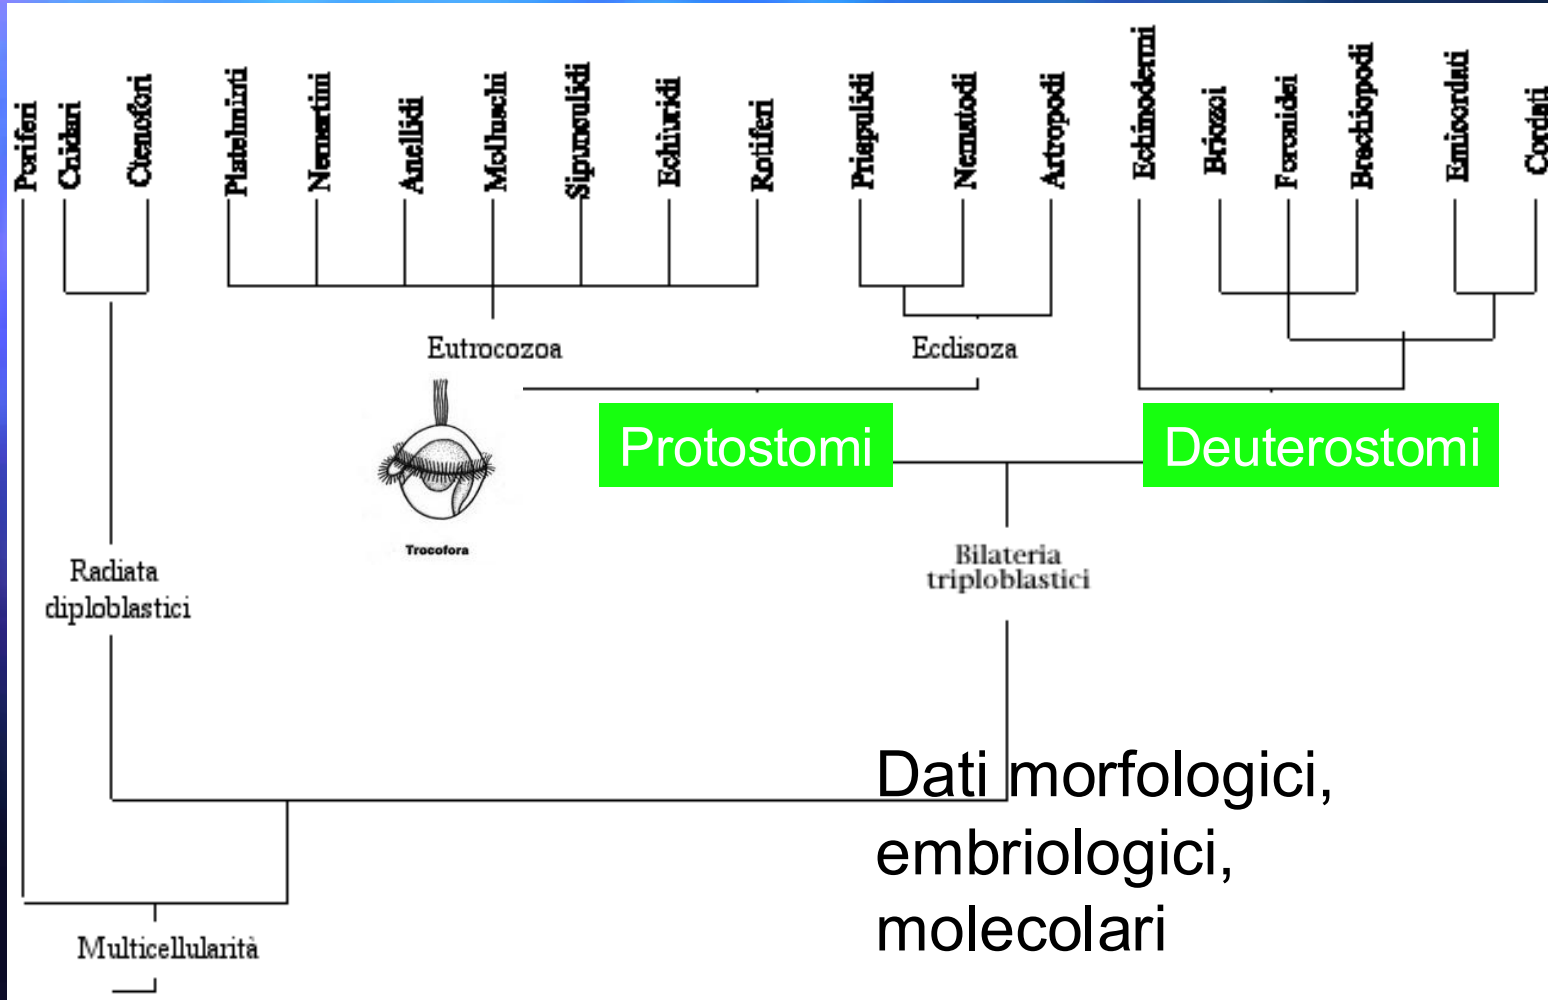 Poriferi
Cnidari
Ctenofori
Platelminti
Nemertini
Anellidi
Molluschi
Sipunculidi
Echiuridi
Rotiferi
Priapulidi
Nematodi
Artropodi
Echinodermi
Briozoi
Foronidei
Brachiopodi
Emicordati
Cordati
Eutrocozoa
Ecdisoza
Protostomi
Deuterostomi
Trocofora
Radiata
diploblastici
Bilateria
triploblastici
Dati morfologici,
embriologici,
molecolari
Multicellularità